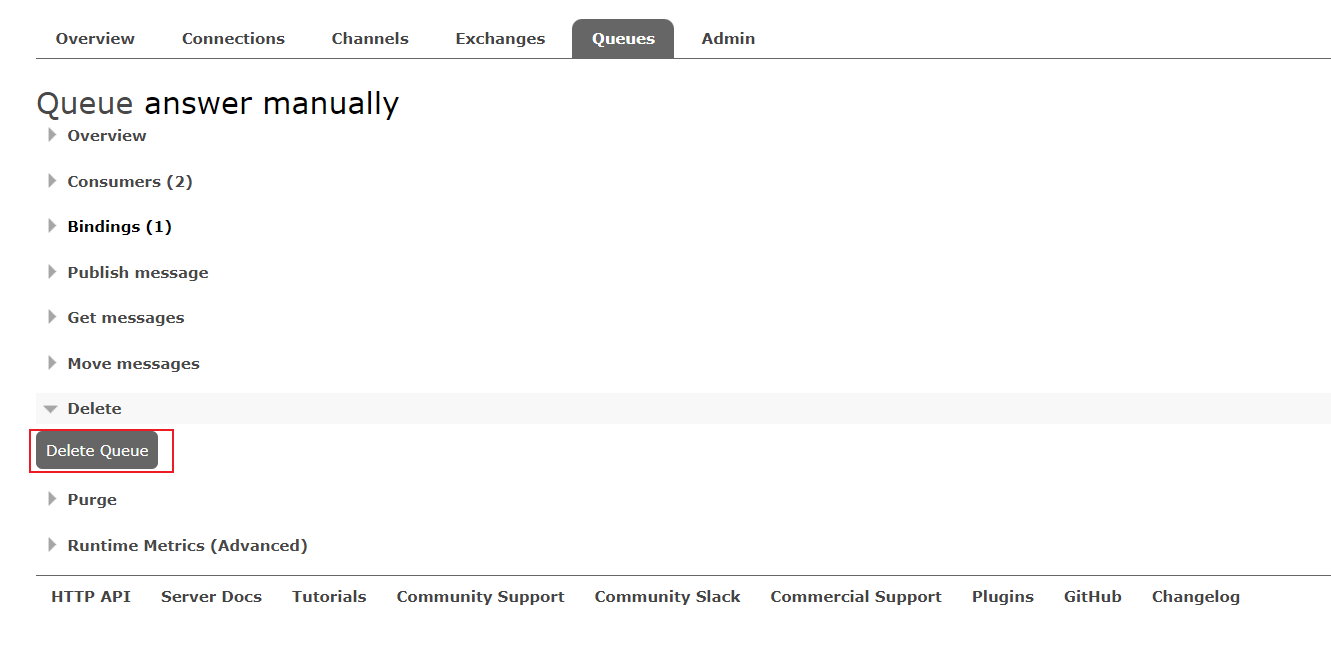 Overview Connections Channels Exchanges Queues Admin
Queue answer manually
Overview
Consumers (2)
Bindings (1)
Publish message
Get messages
Move messages
Delete
Delete Queue
Purge
Runtime Metrics (Advanced)
HTTP API Server Docs Tutorials Community Support Community Slack Commercial Support Plugins GitHub Changelog